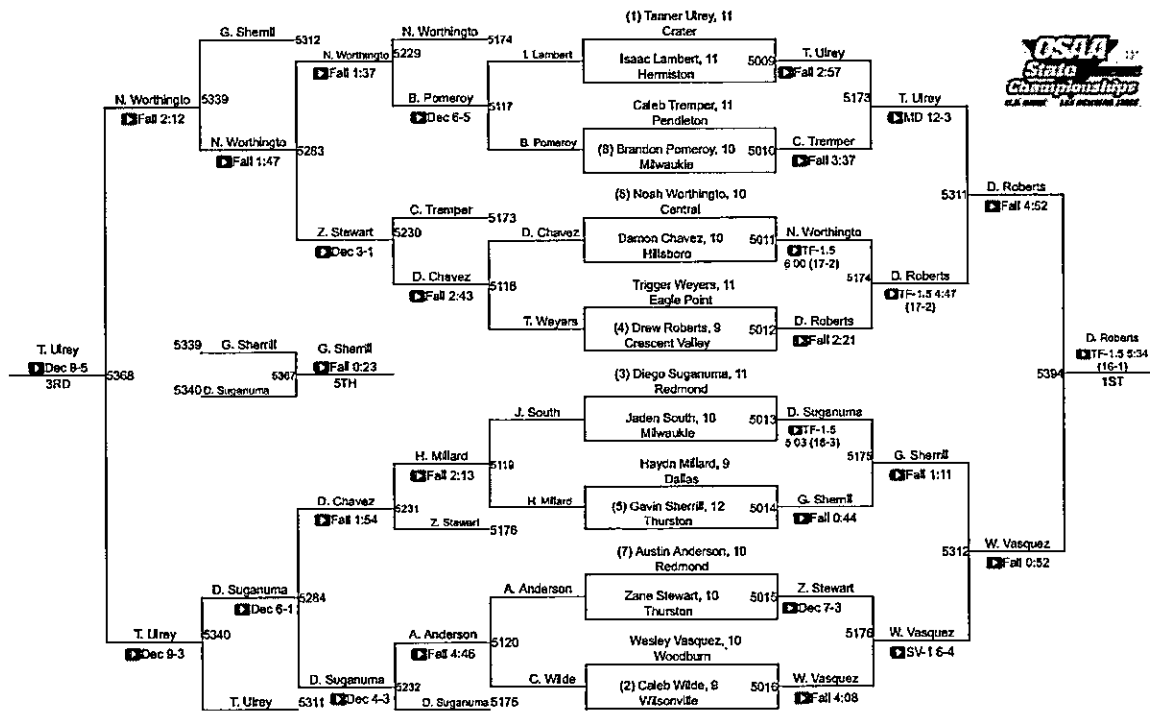 (1) Tanner Ulrey, 11
Crater
G. Sherrill
5312
N. Worthingto
5174
N. Worthingto
Fall 1:37
5229
I. Lambert
Isaac Lambert, 11
Hermiston
5009
T. Ulrey
Fall 2:57
OSAA
State
Championships
N. Worthingto
Fall 2:12
5339
B. Pomeroy
Dec 6-5
5117
Caleb Tremper, 11
Pendleton
5173
T. Ulrey
MD 12-3
N. Worthingto
Fall 1:47
5283
B. Pomeroy
(8) Brandon Pomeroy, 10
Milwaukie
5010
C. Tremper
Fall 3:37
5311
D. Roberts
Fall 4:52
Noah Worthingto, 10
Central
C. Tremper
5173
Z. Stewart
Dec 3-1
5230
D. Chavez
Damon Chavez, 10
Hillsboro
5011
N. Worthingto
TF-1.5
6:00 (17-2)
D. Chavez
Fall 2:43
5118
Trigger Weyers, 11
Eagle Point
5174
D. Roberts
TF-1.5 4:47
(17-2)
T. Weyers
(4) Drew Roberts, 9
Crescent Valley
5012
D. Roberts
Fall 2:21
T. Ulrey
Dec 8-5
3RD
5368
5339
G. Sherrill
5340
D. Suganuma
5367
G. Sherrill
Fall 0:23
5TH
5394
D. Roberts
TF-1.5 5:34
(16-1)
1ST
(3) Diego Suganuma, 11
Redmond
J. South
Jaden South, 10
Milwaukie
5013
D. Suganuma
TF-1.5
5:03 (18-3)
H. Millard
Fall 2:13
5119
Haydn Millard, 9
Dallas
5175
G. Sherrill
Fall 1:11
D. Chavez
Fall 1:54
5231
H. Millard
(5) Gavin Sherrill, 12
Thurston
5014
G. Sherrill
Fall 0:44
Z. Stewart
5176
5312
W. Vasquez
Fall 0:52
(7) Austin Anderson, 10
Redmond
D. Suganuma
Dec 6-1
5284
A. Anderson
Zane Stewart, 10
Thurston
5015
Z. Stewart
Dec 7-3
T. Ulrey
Dec 9-3
5340
A. Anderson
Fall 4:46
5120
Wesley Vasquez, 10
Woodburn
5176
W. Vasquez
SV-1 6-4
D. Suganuma
Dec 4-3
5232
C. Wilde
(2) Caleb Wilde, 9
Wilsonville
5016
W. Vasquez
Fall 4:08
T. Ulrey
5311
D. Suganuma
5175